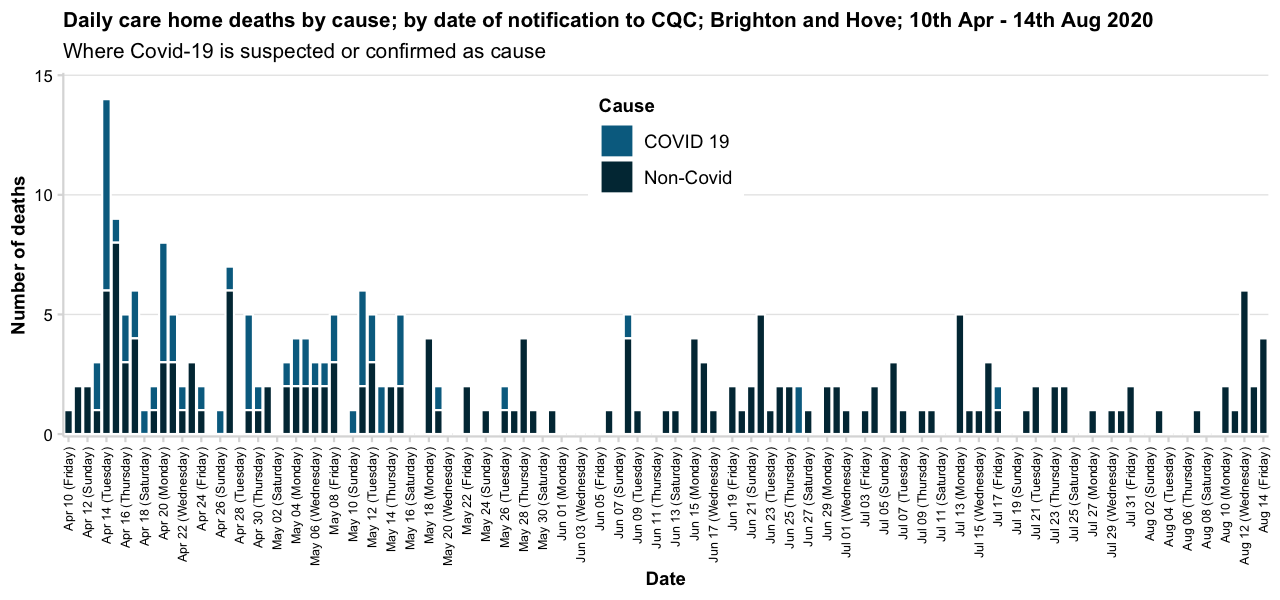 Daily care home deaths by cause; by date of notification to CQC; Brighton and Hove; 10th Apr - 14th Aug 2020
Where Covid-19 is suspected or confirmed as cause
Number of deaths
15
10
5
0
Cause
COVID 19
Non-Covid
Apr 10 (Friday)
Apr 12 (Sunday)
Apr 14 (Tuesday)
Apr 16 (Thursday)
Apr 18 (Saturday)
Apr 20 (Monday)
Apr 22 (Wednesday)
Apr 24 (Friday)
Apr 26 (Sunday)
Apr 28 (Tuesday)
Apr 30 (Thursday)
May 02 (Saturday)
May 04 (Monday)
May 06 (Wednesday)
May 08 (Friday)
May 10 (Sunday)
May 12 (Tuesday)
May 14 (Thursday)
May 16 (Saturday)
May 18 (Monday)
May 20 (Wednesday)
May 22 (Friday)
May 24 (Sunday)
May 26 (Tuesday)
May 28 (Thursday)
May 30 (Saturday)
Jun 01 (Monday)
Jun 03 (Wednesday)
Jun 05 (Friday)
Jun 07 (Sunday)
Jun 09 (Tuesday)
Jun 11 (Thursday)
Jun 13 (Saturday)
Jun 15 (Monday)
Jun 17 (Wednesday)
Jun 19 (Friday)
Jun 21 (Sunday)
Jun 23 (Tuesday)
Jun 25 (Thursday)
Jun 27 (Saturday)
Jun 29 (Monday)
Jul 01 (Wednesday)
Jul 03 (Friday)
Jul 05 (Sunday)
Jul 07 (Tuesday)
Jul 09 (Thursday)
Jul 11 (Saturday)
Jul 13 (Monday)
Jul 15 (Wednesday)
Jul 17 (Friday)
Jul 19 (Sunday)
Jul 21 (Tuesday)
Jul 23 (Thursday)
Jul 25 (Saturday)
Jul 27 (Monday)
Jul 29 (Wednesday)
Jul 31 (Friday)
Aug 02 (Sunday)
Aug 04 (Tuesday)
Aug 06 (Thursday)
Aug 08 (Saturday)
Aug 10 (Monday)
Aug 12 (Wednesday)
Aug 14 (Friday)
Date